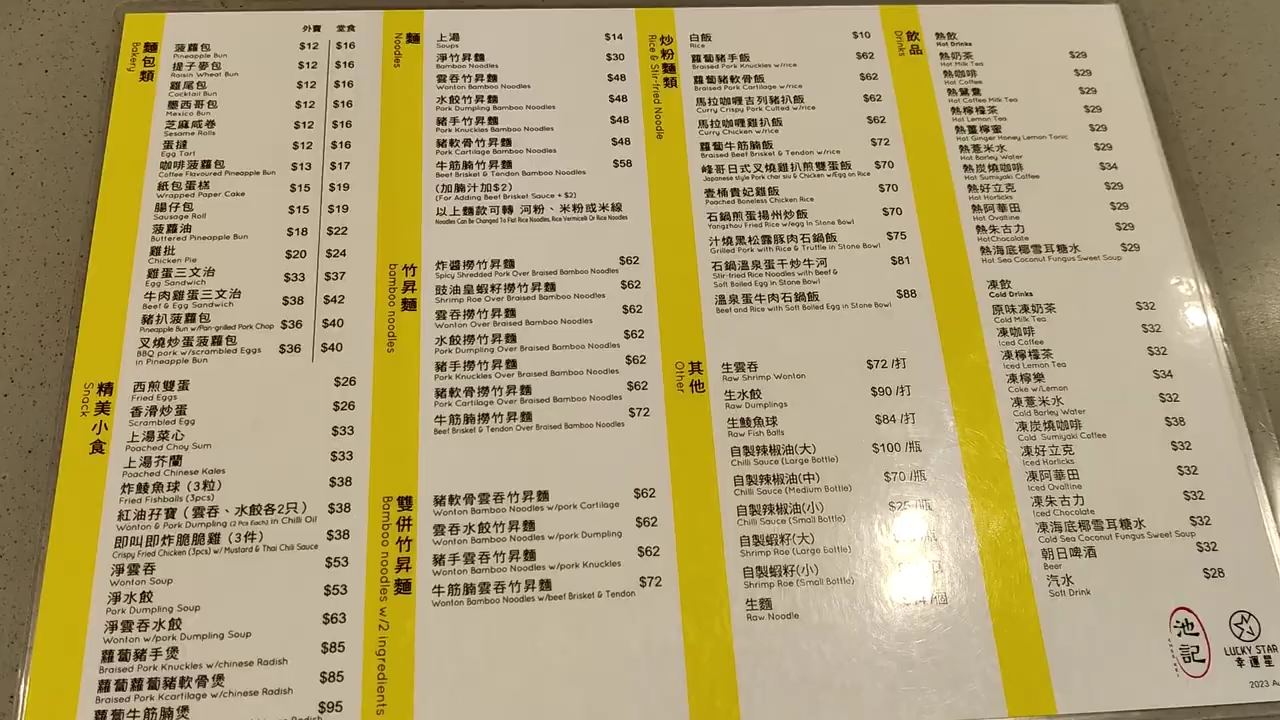 麵包類
Bakery
外賣 堂食
菠蘿包 $12 $16
Pineapple Bun
提子麥包 $12 $16
Raisin Wheat Bun
雞尾包 $12 $16
Cocktail Bun
墨西哥包 $12 $16
Mexico Bun
芝麻咸卷 $12 $16
Sesame Rolls
蛋撻 $12 $16
Egg Tart
咖啡菠蘿包 $13 $17
Coffee Flavoured Pineapple Bun
紙包蛋糕 $15 $19
Wrapped Paper Cake
腸仔包 $15 $19
Sausage Roll
菠蘿油 $18 $22
Buttered Pineapple Bun
雞批 $20 $24
Chicken Pie
雞蛋三文治 $33 $37
Egg Sandwich
牛肉雞蛋三文治 $38 $42
Beef & Egg Sandwich
豬扒菠蘿包 $36 $40
Pineapple Bun w/Pan-grilled Pork Chop
叉燒炒蛋菠蘿包 $36 $40
BBQ pork w/scrambled Eggs
in Pineapple Bun
精美小食
Snack
西煎雙蛋 $26
Fried Eggs
香滑炒蛋 $26
Scrambled Egg
上湯菜心 $33
Poached Choy Sum
上湯芥蘭 $33
Poached Chinese Kales
炸鯪魚球（3粒） $38
Fried Fishballs (3pcs)
紅油孖寶（雲吞、水餃各2只） $38
Wonton & Pork Dumpling (2 Pcs Each) in Chilli Oil
即叫即炸脆脆雞（3件） $38
Crispy Fried Chicken (3pcs) w/ Mustard & Thai Chili Sauce
淨雲吞 $53
Wonton Soup
淨水餃 $53
Pork Dumpling Soup
淨雲吞水餃 $63
Wonton w/pork Dumpling Soup
蘿蔔豬手煲 $85
Braised Pork Knuckles w/chinese Radish
蘿蔔蘿蔔豬軟骨煲 $85
Braised Pork Kcartilage w/chinese Radish
蘿蔔牛筋腩煲 $95
麵
Noodles
上湯 $14
Soups
淨竹昇麵 $30
Bamboo Noodles
雲吞竹昇麵 $48
Wonton Bamboo Noodles
水餃竹昇麵 $48
Pork Dumpling Bamboo Noodles
豬手竹昇麵 $48
Pork Knuckles Bamboo Noodles
豬軟骨竹昇麵 $48
Pork Cartilage Bamboo Noodles
牛筋腩竹昇麵 $58
Beef Brisket & Tendon Bamboo Noodles
(加腩汁加$2)
(For Adding Beef Brisket Sauce + $2)
以上麵款可轉 河粉、米粉或米線
Noodles Can Be Changed To Flat Rice Noodles, Rice Vermicelli Or Rice Noodles
竹昇麵
bamboo noodles
炸醬撈竹昇麵 $62
Spicy Shredded Pork Over Braised Bamboo Noodles
豉油皇蝦籽撈竹昇麵 $62
Shrimp Roe Over Braised Bamboo Noodles
雲吞撈竹昇麵 $62
Wonton Over Braised Bamboo Noodles
水餃撈竹昇麵 $62
Pork Dumpling Over Braised Bamboo Noodles
豬手撈竹昇麵 $62
Pork Knuckles Over Braised Bamboo Noodles
豬軟骨撈竹昇麵 $62
Pork Cartilage Over Braised Bamboo Noodles
牛筋腩撈竹昇麵 $72
Beef Brisket & Tendon Over Braised Bamboo Noodles
雙併竹昇麵
Bamboo noodles w/2 ingredients
豬軟骨雲吞竹昇麵 $62
Wonton Bamboo Noodles w/pork Cartilage
雲吞水餃竹昇麵 $62
Wonton Bamboo Noodles w/pork Dumpling
豬手雲吞竹昇麵 $62
Wonton Bamboo Noodles w/pork Knuckles
牛筋腩雲吞竹昇麵 $72
Wonton Bamboo Noodles w/beef Brisket & Tendon
炒粉麵類
Rice & Stir-fried Noodle
白飯 $10
Rice
蘿蔔豬手飯 $62
Braised Pork Knuckles w/rice
蘿蔔豬軟骨飯 $62
Braised Pork Cartilage w/rice
馬拉咖喱吉列豬扒飯 $62
Curry Crispy Pork Culted w/rice
馬拉咖喱雞扒飯 $62
Curry Chicken w/rice
蘿蔔牛筋腩飯 $72
Braised Beef Brisket & Tendon w/rice
峰哥日式叉燒雞扒煎雙蛋飯 $70
Japanese style Pork char siu & Chicken w/Egg on Rice
壹桶貴妃雞飯 $70
Poached Boneless Chicken Rice
石鍋煎蛋揚州炒飯 $70
Yangzhou Fried Rice w/egg in Stone Bowl
汁燒黑松露豚肉石鍋飯 $75
Grilled Pork with Rice & Truffle in Stone Bowl
石鍋溫泉蛋干炒牛河 $81
Stir-fried Rice Noodles with Beef &
Soft Boiled Egg in Stone Bowl
溫泉蛋牛肉石鍋飯 $88
Beef and Rice with Soft Boiled Egg in Stone Bowl
其他
Other
生雲吞 $72 /打
Raw Shrimp Wonton
生水餃 $90 /打
Raw Dumplings
生鯪魚球 $84 /打
Raw Fish Balls
自製辣椒油(大) $100 /瓶
Chilli Sauce (Large Bottle)
自製辣椒油(中) $70 /瓶
Chilli Sauce (Medium Bottle)
自製辣椒油(小)
Chilli Sauce (Small Bottle)
自製蝦籽(大)
Shrimp Roe (Large Bottle)
自製蝦籽(小)
Shrimp Roe (Small Bottle)
生麵
Raw Noodle
飲品
Drinks
熱飲
Hot Drinks
熱奶茶 $29
Hot Milk Tea
熱咖啡 $29
Hot Coffee
熱鴛鴦 $29
Hot Coffee Milk Tea
熱檸檬茶 $29
Hot Lemon Tea
熱薑檸蜜 $29
Hot Ginger Honey Lemon Tonic
熱薏米水 $29
Hot Barley Water
熱炭燒咖啡 $34
Hot Sumiyaki Coffee
熱好立克 $29
Hot Horlicks
熱阿華田 $29
Hot Ovaltine
熱朱古力 $29
HotChocolate
熱海底椰雪耳糖水 $29
Hot Sea Coconut Fungus Sweet Soup
凍飲
Cold Drinks
原味凍奶茶 $32
Cold Milk Tea
凍咖啡 $32
Iced Coffee
凍檸檬茶 $32
Iced Lemon Tea
凍檸樂 $34
Coke w/Lemon
凍薏米水 $32
Cold Barley Water
凍炭燒咖啡 $38
Cold Sumiyaki Coffee
凍好立克 $32
Iced Horlicks
凍阿華田 $32
Iced Ovaltine
凍朱古力 $32
Iced Chocolate
凍海底椰雪耳糖水 $32
Cold Sea Coconut Fungus Sweet Soup
朝日啤酒 $32
Beer
汽水 $28
Soft Drink
池記
LUCKY STAR
幸運星
2023